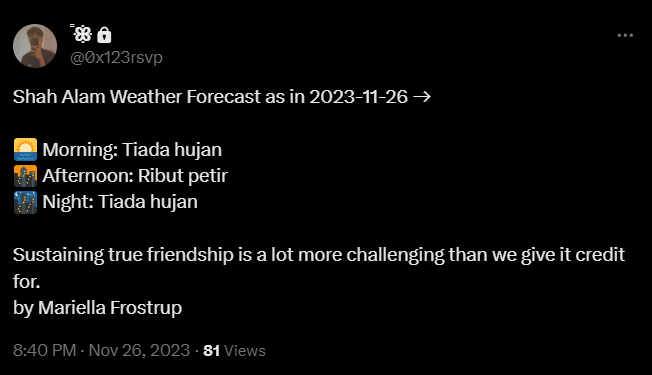 @0x123rsvp
Shah Alam Weather Forecast as in 2023-11-26 →
🌅 Morning: Tiada hujan
🌆 Afternoon: Ribut petir
🌃 Night: Tiada hujan
Sustaining true friendship is a lot more challenging than we give it credit
for.
by Mariella Frostrup
8:40 PM · Nov 26, 2023 · 81 Views